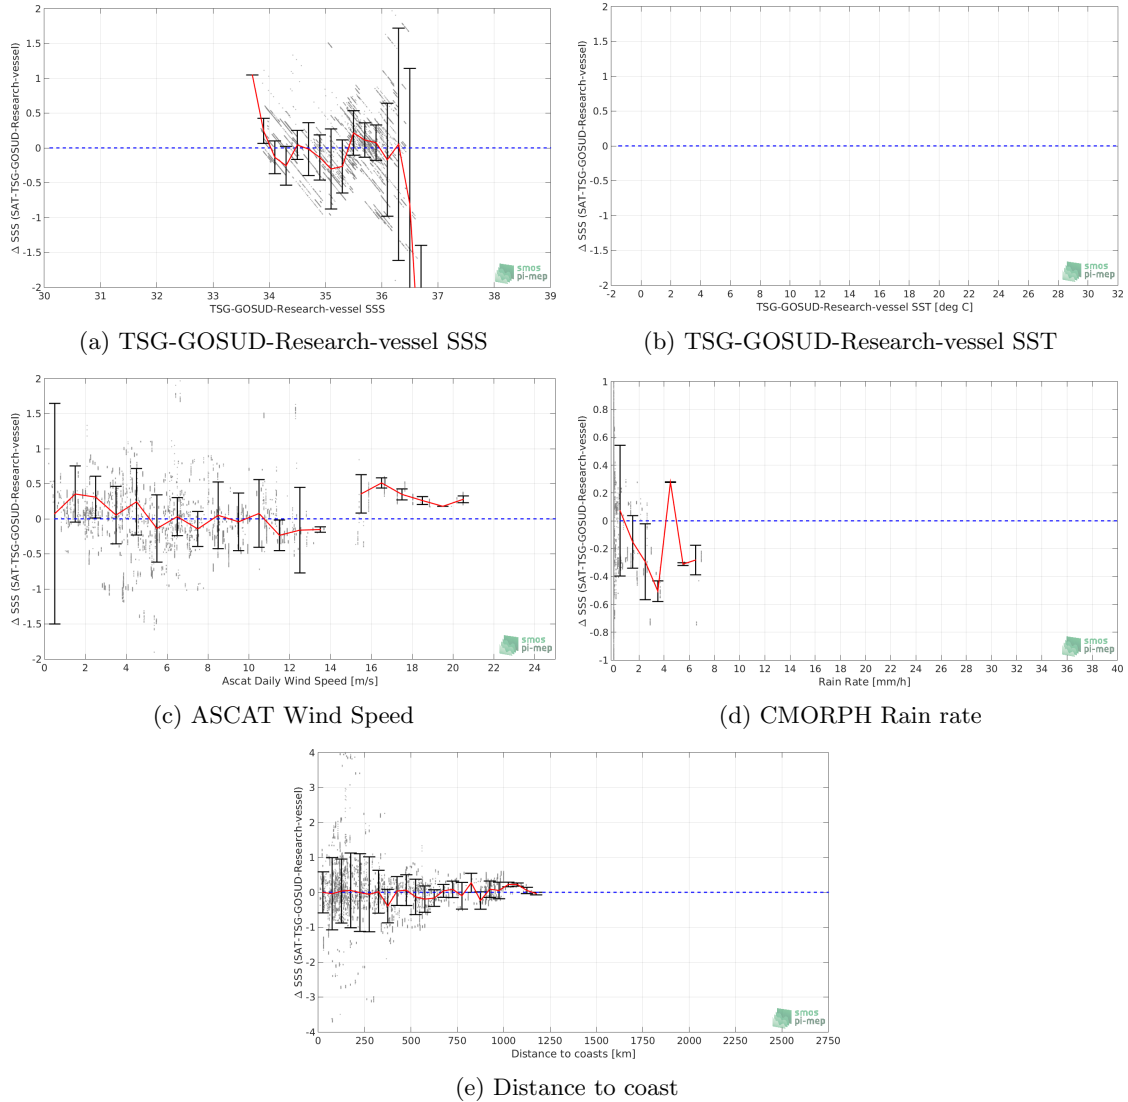 2
1.5
1
0.5
0
-0.5
-1
-1.5
-2
Δ SSS (SAT-TSG-GOSUD-Research-vessel)
30 31 32 33 34 35 36 37 38 39
TSG-GOSUD-Research-vessel SSS
smos
pi-mep
(a) TSG-GOSUD-Research-vessel SSS
2
1.5
1
0.5
0
-0.5
-1
-1.5
-2
Δ SSS (SAT-TSG-GOSUD-Research-vessel)
-2 0 2 4 6 8 10 12 14 16 18 20 22 24 26 28 30 32
TSG-GOSUD-Research-vessel SST [deg C]
smos
pi-mep
(b) TSG-GOSUD-Research-vessel SST
2
1.5
1
0.5
0
-0.5
-1
-1.5
-2
Δ SSS (SAT-TSG-GOSUD-Research-vessel)
0 2 4 6 8 10 12 14 16 18 20 22 24
Ascat Daily Wind Speed [m/s]
smos
pi-mep
(c) ASCAT Wind Speed
1
0.8
0.6
0.4
0.2
0
-0.2
-0.4
-0.6
-0.8
-1
Δ SSS (SAT-TSG-GOSUD-Research-vessel)
0 2 4 6 8 10 12 14 16 18 20 22 24 26 28 30 32 34 36 38 40
Rain Rate [mm/h]
smos
pi-mep
(d) CMORPH Rain rate
4
3
2
1
0
-1
-2
-3
-4
Δ SSS (SAT-TSG-GOSUD-Research-vessel)
0 250 500 750 1000 1250 1500 1750 2000 2250 2500 2750
Distance to coasts [km]
smos
pi-mep
(e) Distance to coast